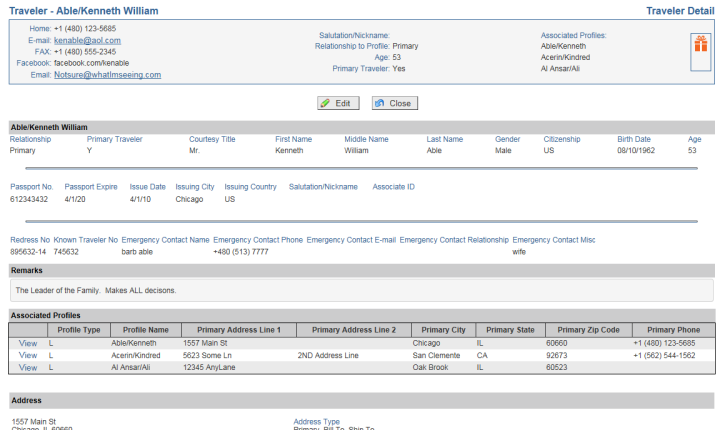 Traveler - Able/Kenneth William Traveler Detail
Home: +1 (480) 123-5685
E-mail: kenable@aol.com
FAX: +1 (480) 555-2345
Facebook: facebook.com/kenable
Email: Notsure@whatImseeing.com
Salutation/Nickname:
Relationship to Profile: Primary
Age: 53
Primary Traveler: Yes
Associated Profiles:
Able/Kenneth
Acerin/Kindred
Al Ansar/Ali
Edit Close
Able/Kenneth William
Relationship Primary Traveler Courtesy Title First Name Middle Name Last Name Gender Citizenship Birth Date Age
Primary Y Mr. Kenneth William Able Male US 08/10/1962 53
Passport No. Passport Expire Issue Date Issuing City Issuing Country Salutation/Nickname Associate ID
612343432 4/1/20 4/1/10 Chicago US
Redress No Known Traveler No Emergency Contact Name Emergency Contact Phone Emergency Contact E-mail Emergency Contact Relationship Emergency Contact Misc
895632-14 745632 barb able +480 (513) 7777 wife
Remarks
The Leader of the Family. Makes ALL decisons.
Associated Profiles
Profile Type Profile Name Primary Address Line 1 Primary Address Line 2 Primary City Primary State Primary Zip Code Primary Phone
View L Able/Kenneth 1557 Main St Chicago IL 60660 +1 (480) 123-5685
View L Acerin/Kindred 5623 Some Ln 2ND Address Line San Clemente CA 92673 +1 (562) 544-1562
View L Al Ansar/Ali 12345 AnyLane Oak Brook IL 60523
Address
1557 Main St Address Type
Chicago, IL 60660 Primary, Bill To, Ship To